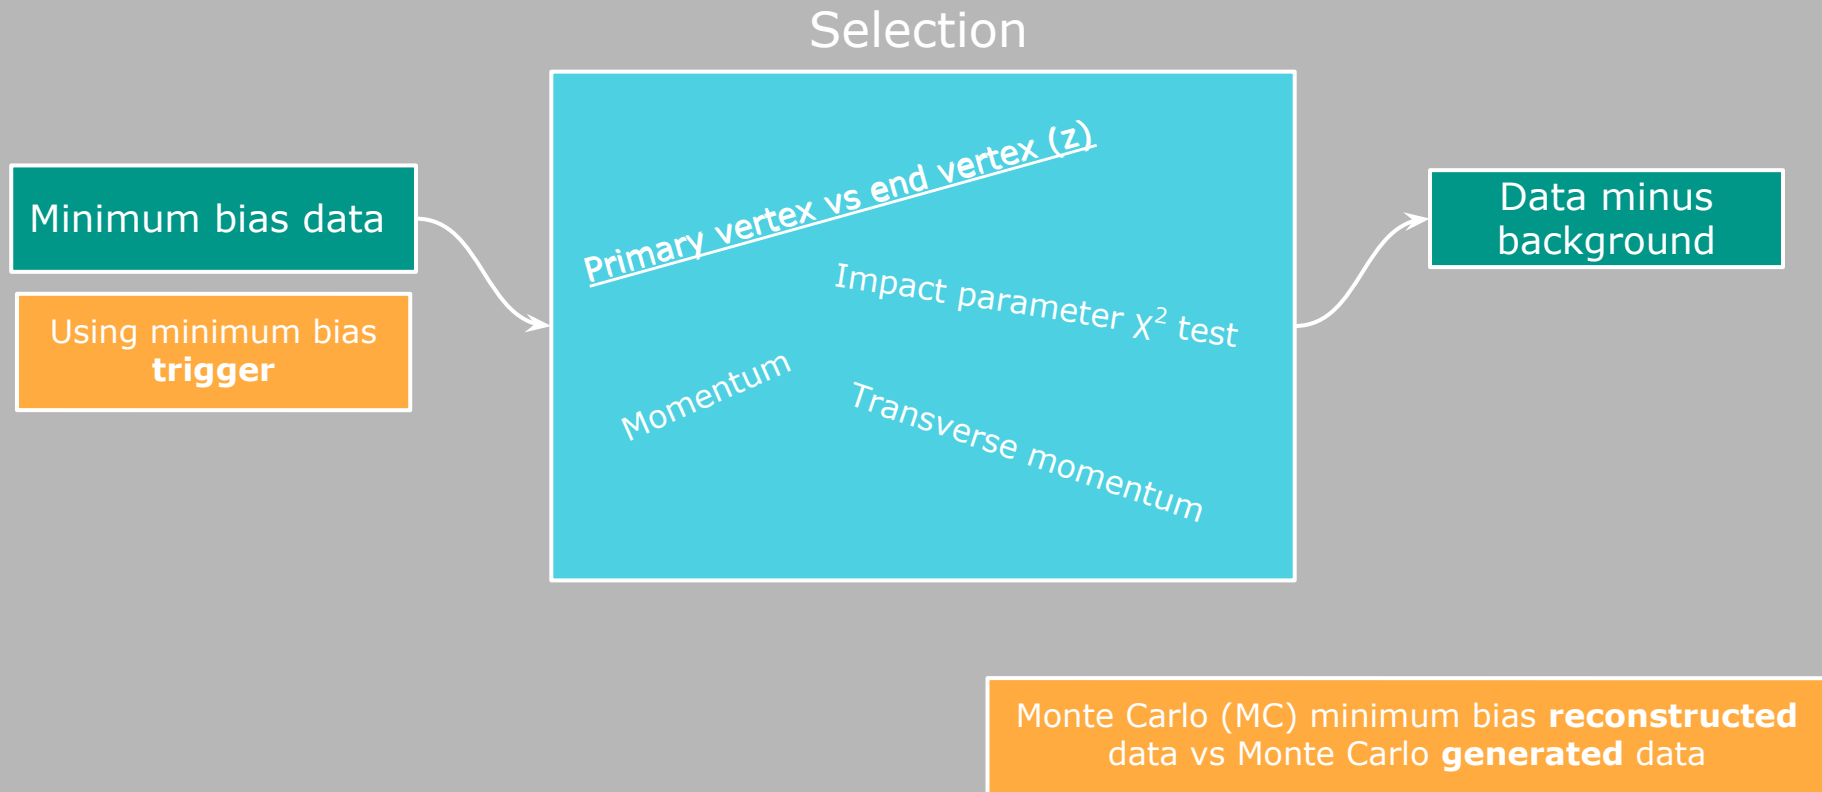 Selection
Minimum bias data
Using minimum bias
trigger
Primary vertex vs end vertex (z)
Impact parameter χ² test
Momentum
Transverse momentum
Data minus
background
Monte Carlo (MC) minimum bias reconstructed
data vs Monte Carlo generated data